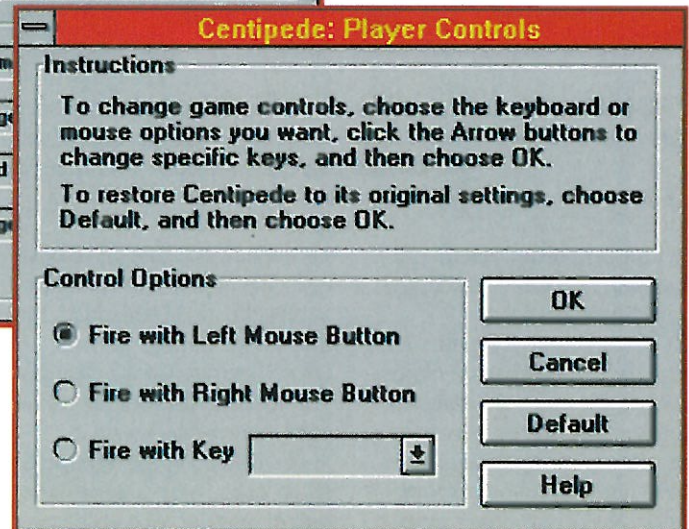 Centipede: Player Controls
Instructions
To change game controls, choose the keyboard or
mouse options you want, click the Arrow buttons to
change specific keys, and then choose OK.
To restore Centipede to its original settings, choose
Default, and then choose OK.
Control Options
Fire with Left Mouse Button
Fire with Right Mouse Button
Fire with Key
OK
Cancel
Default
Help